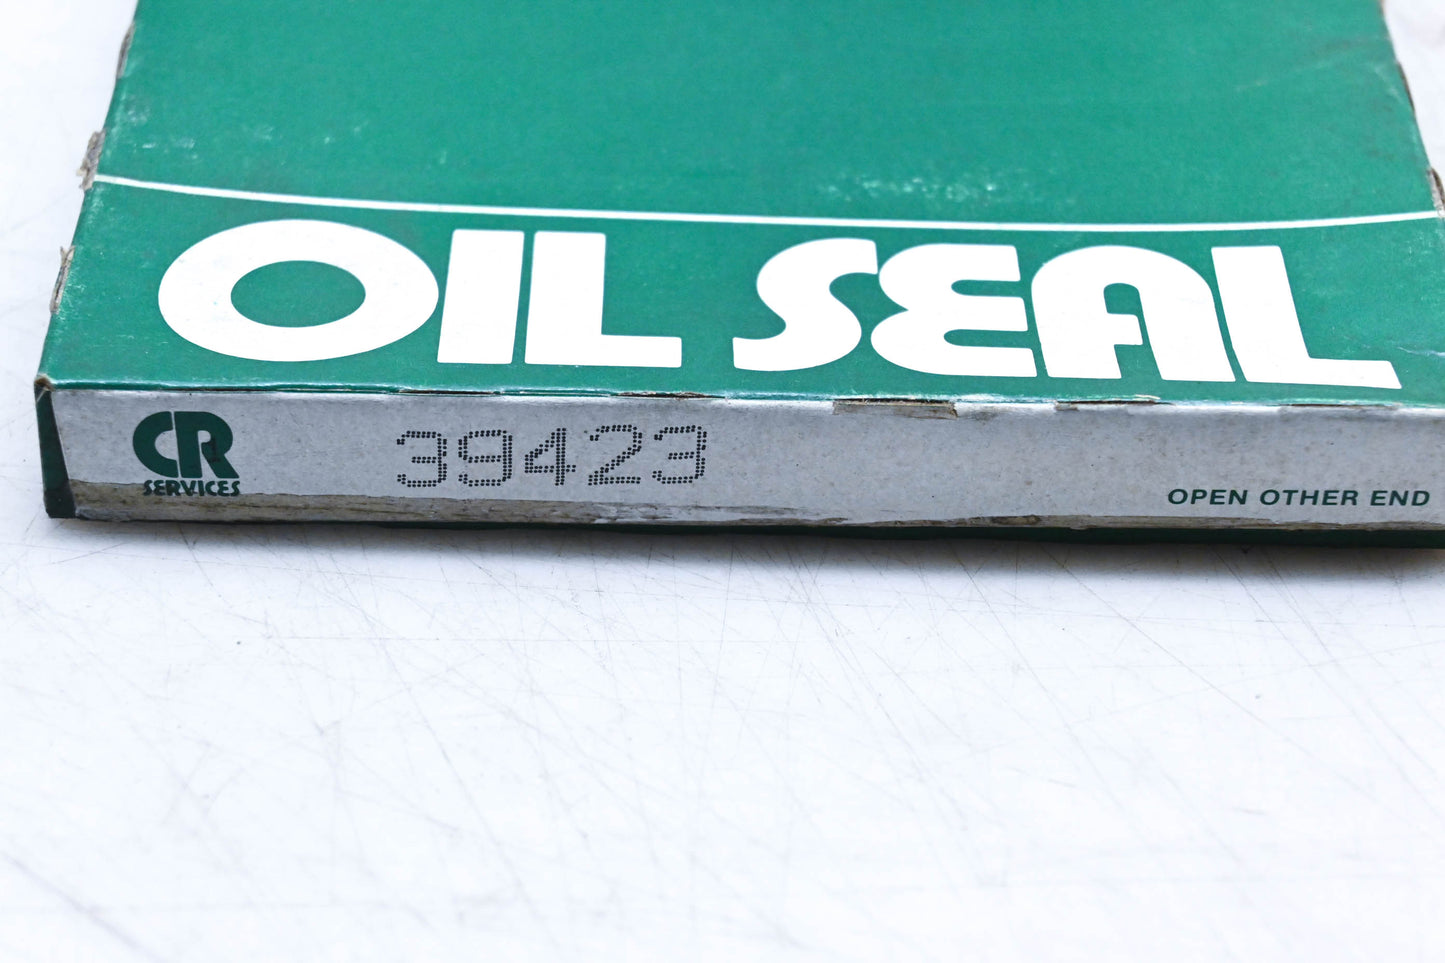 OIL SEAL
CR
SERVICES
39423
OPEN OTHER END